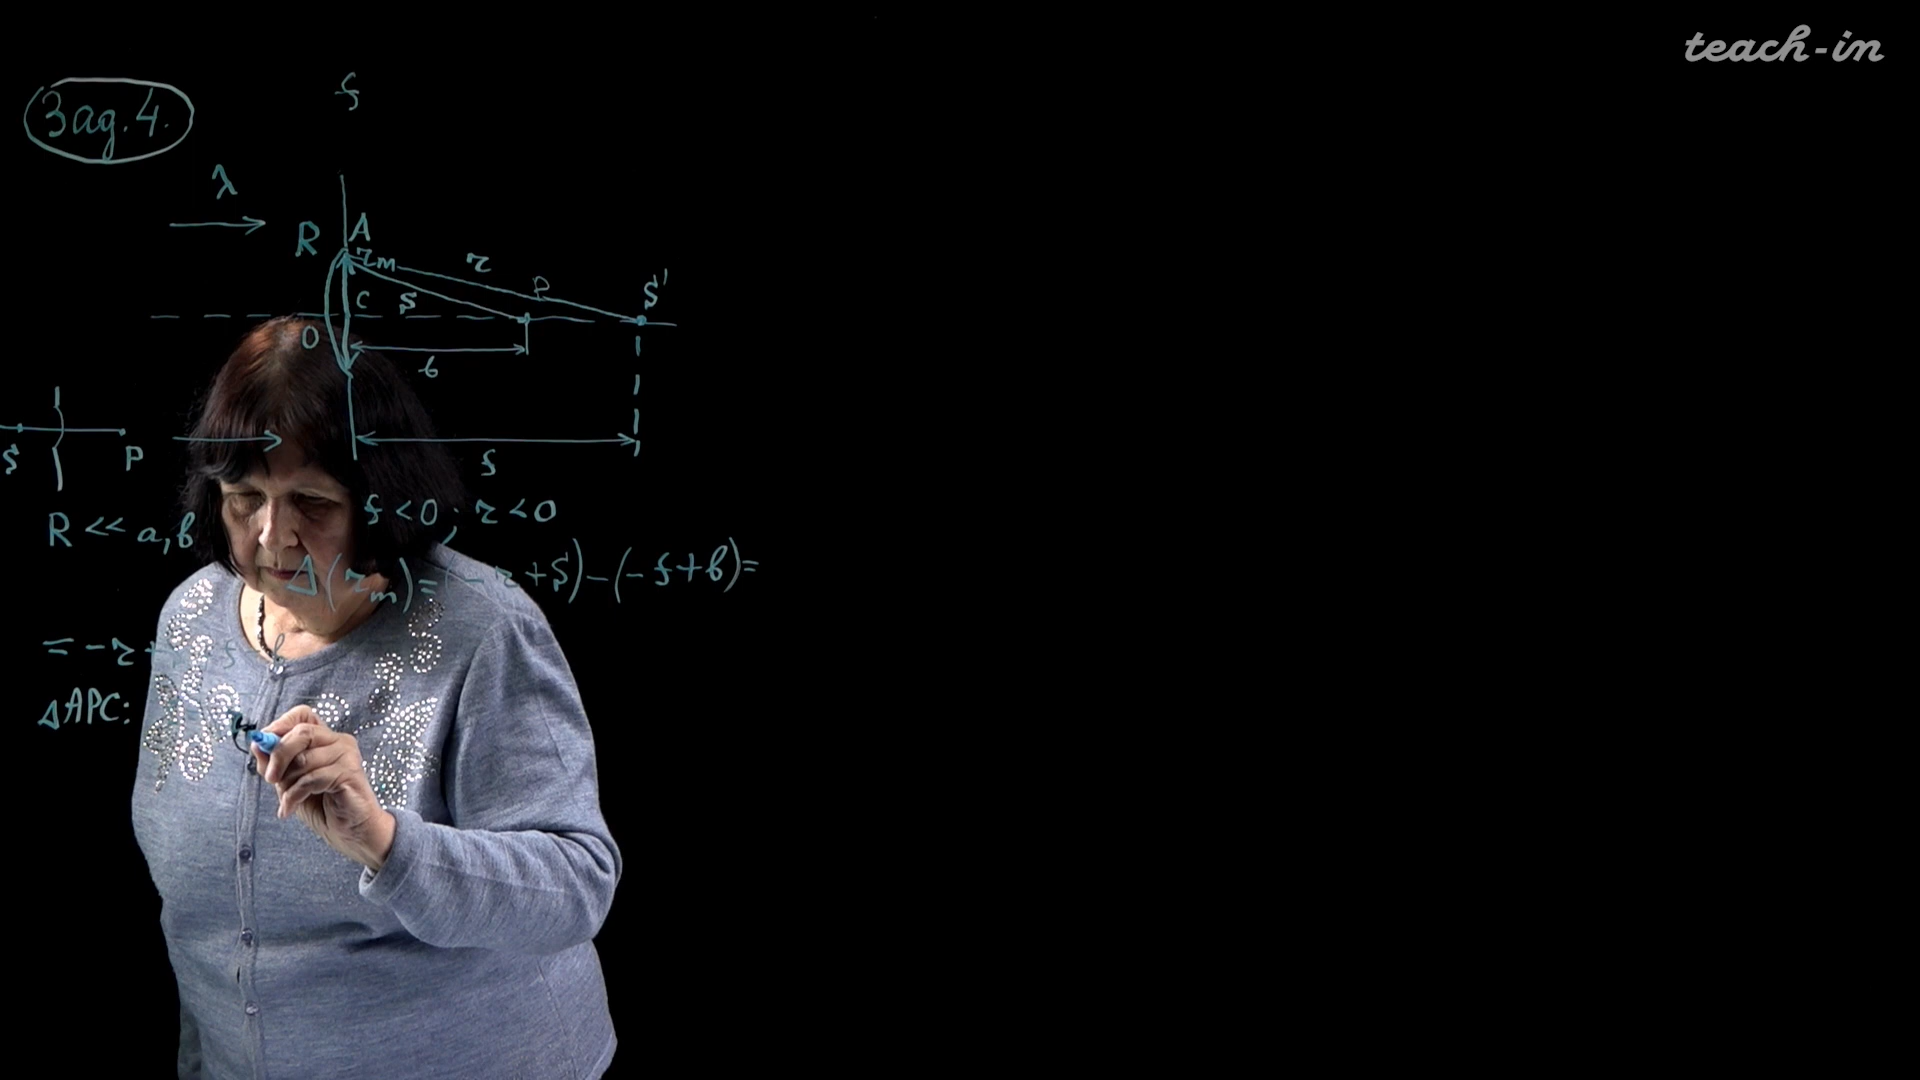 teach-in
Зад. 4.
f
λ
R A
r_m r
P S'
C S
O
b
S P
f
R << a, b
f < 0; r < 0
Δ(r_m) = (-r + S) - (-f + b) =
= -r +
ΔAPC: